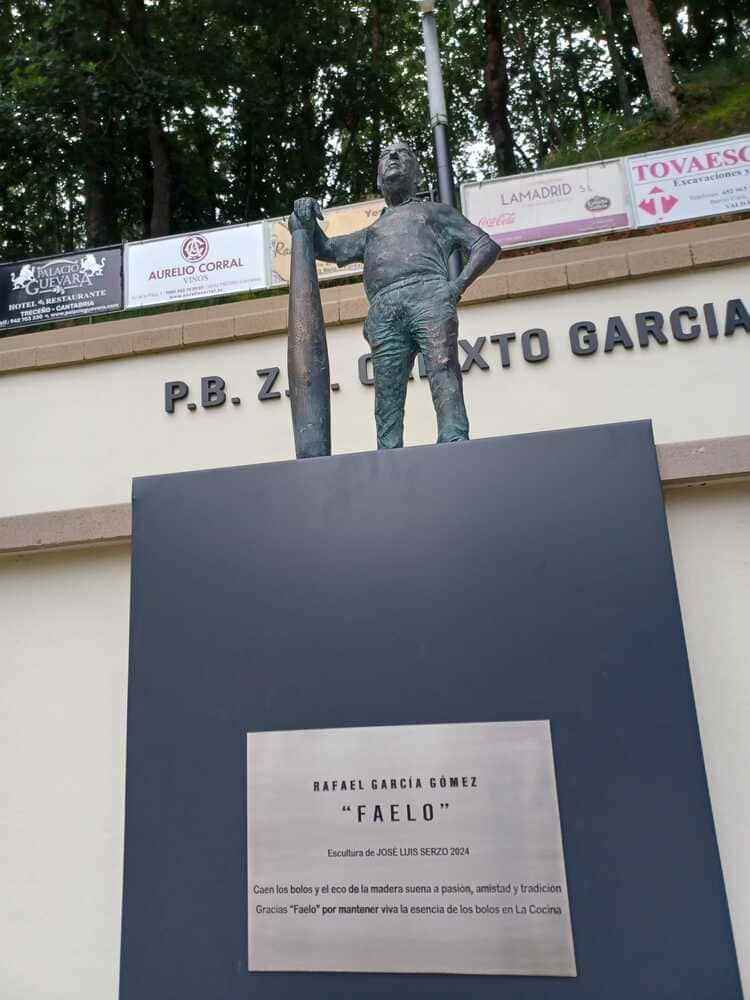 PALACIO
GUEVARA
HOTEL & RESTAURANTE
TRECEÑO - CANTABRIA
AURELIO CORRAL
VINOS
LAMADRID S.L
Coca-Cola
TOVAESC
Excavaciones y
P.B. Z. XTO GARCIA
RAFAEL GARCÍA GÓMEZ
“FAELO”
Escultura de JOSÉ LUIS SERZO 2024
Caen los bolos y el eco de la madera suena a pasión, amistad y tradición
Gracias “Faelo” por mantener viva la esencia de los bolos en La Cocina